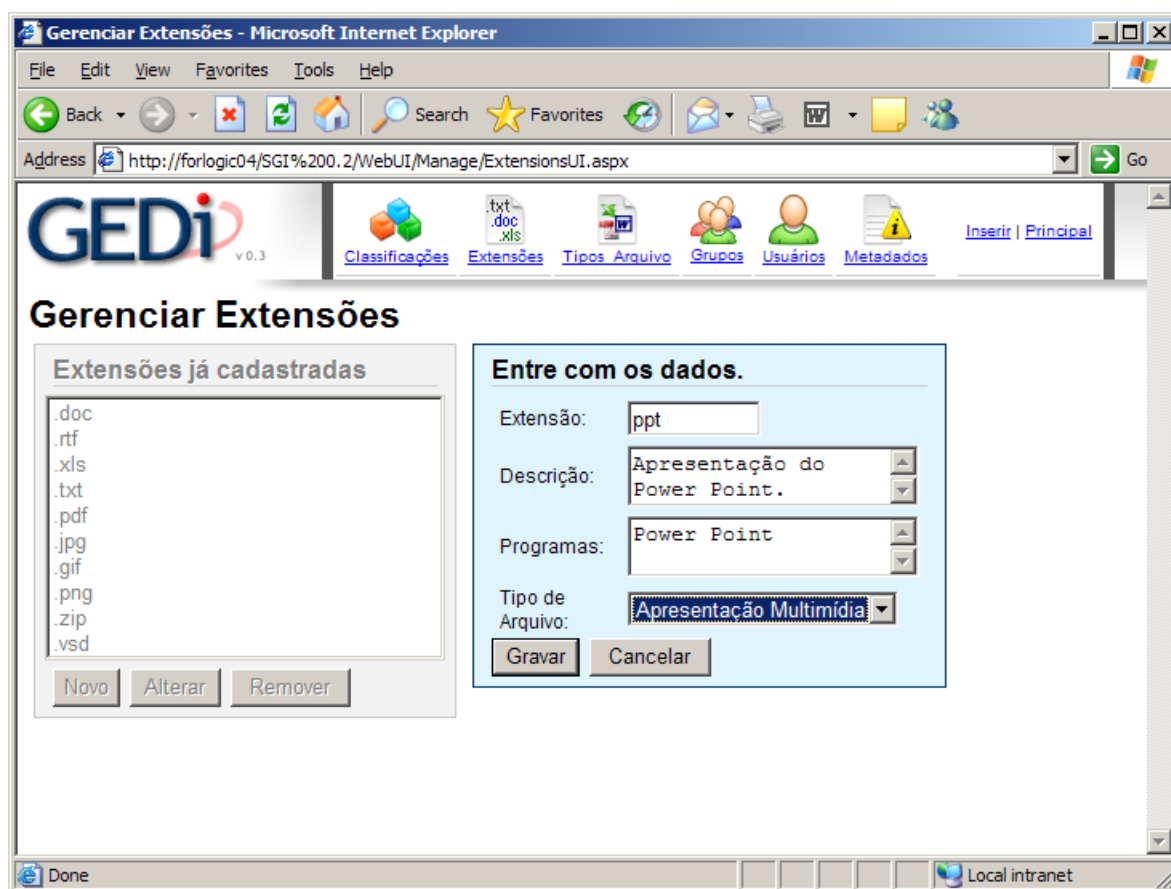 Gerenciar Extensões - Microsoft Internet Explorer
File Edit View Favorites Tools Help
Back Search Favorites
Address http://forlogic04/SGI%200.2/WebUI/Manage/ExtensionsUI.aspx Go
GEDi v 0.3
.txt
.doc
.xls
Classificações Extensões Tipos Arquivo Grupos Usuários Metadados Inserir | Principal
Gerenciar Extensões
Extensões já cadastradas
.doc
.rtf
.xls
.txt
.pdf
.jpg
.gif
.png
.zip
.vsd
Novo Alterar Remover
Entre com os dados.
Extensão: ppt
Descrição: Apresentação do
Power Point.
Programas: Power Point
Tipo de
Arquivo: Apresentação Multimídia
Gravar Cancelar
Done Local intranet